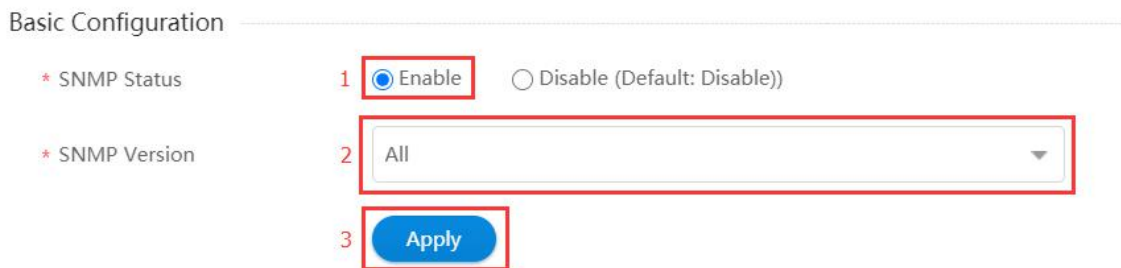 Basic Configuration
* SNMP Status 1 Enable Disable (Default: Disable))
* SNMP Version 2 All
3 Apply